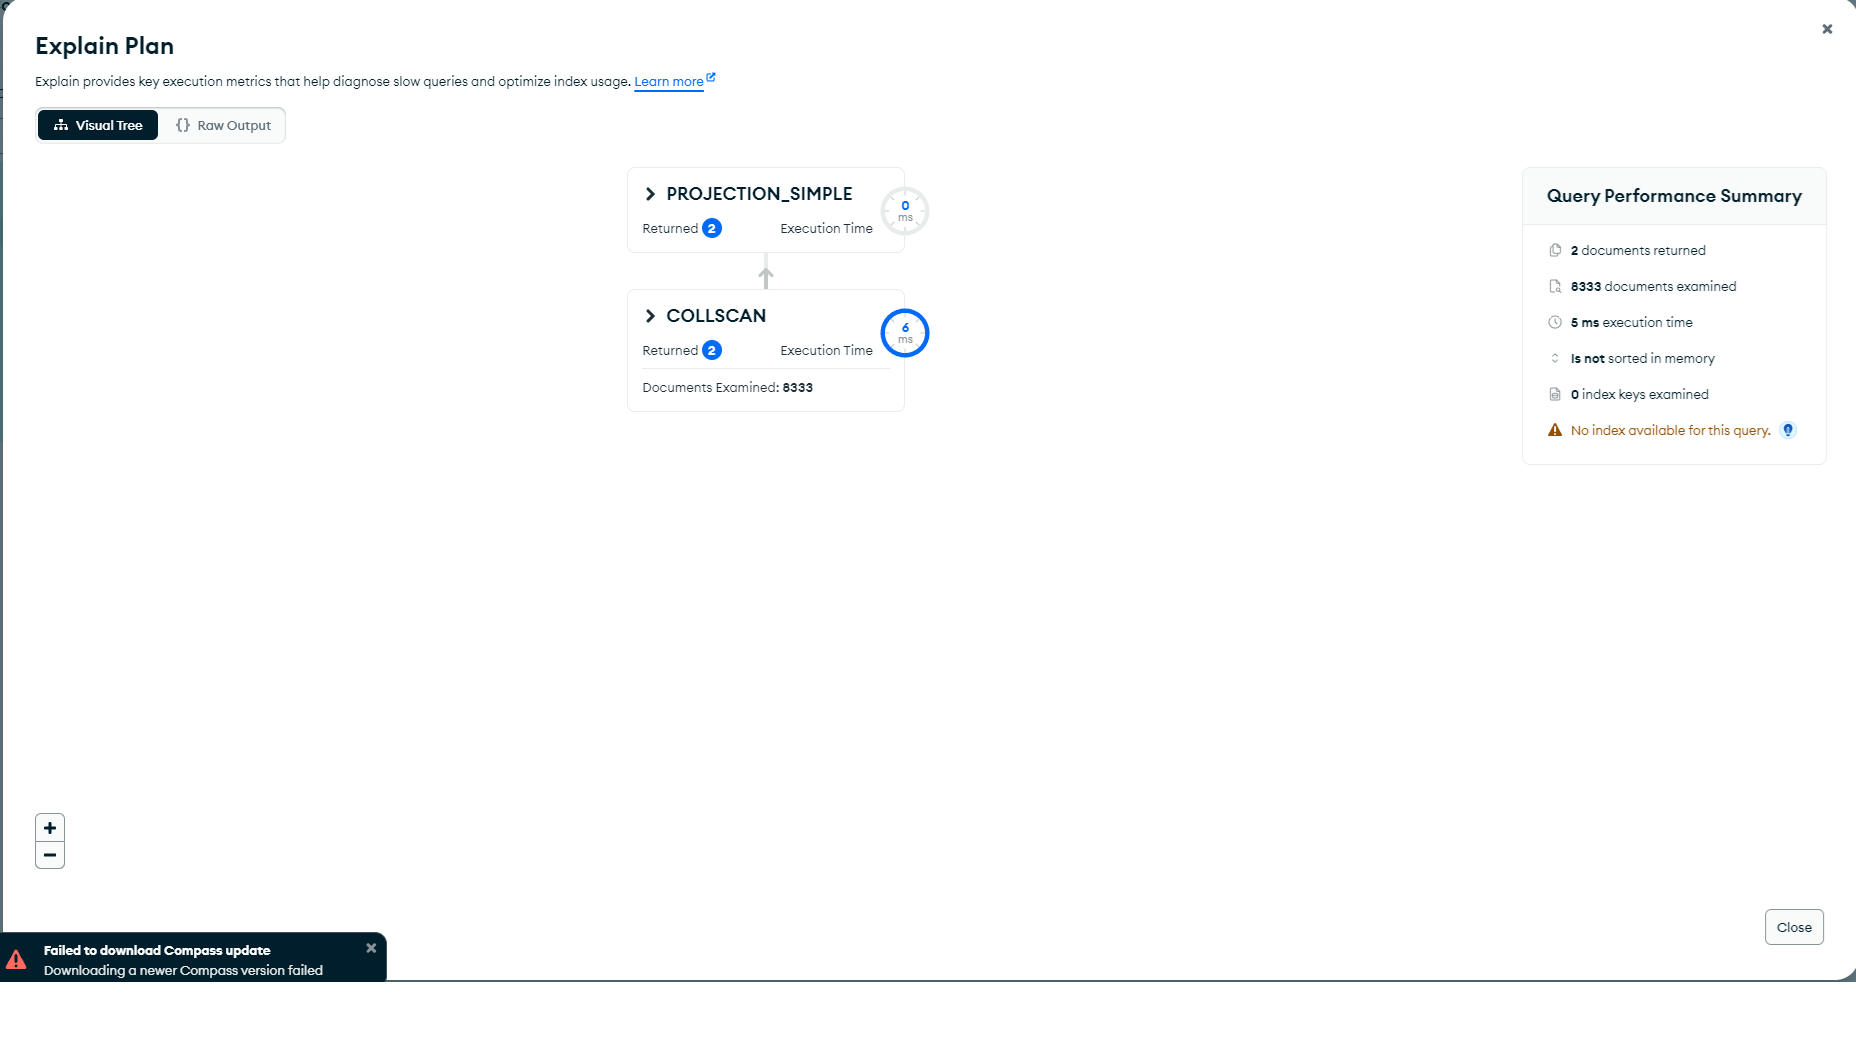 Explain Plan
Explain provides key execution metrics that help diagnose slow queries and optimize index usage. Learn more
Visual Tree
{} Raw Output
PROJECTION_SIMPLE
0
ms
Returned 2 Execution Time
COLLSCAN
6
ms
Returned 2 Execution Time
Documents Examined: 8333
Query Performance Summary
2 documents returned
8333 documents examined
5 ms execution time
Is not sorted in memory
0 index keys examined
No index available for this query.
Close
Failed to download Compass update
Downloading a newer Compass version failed